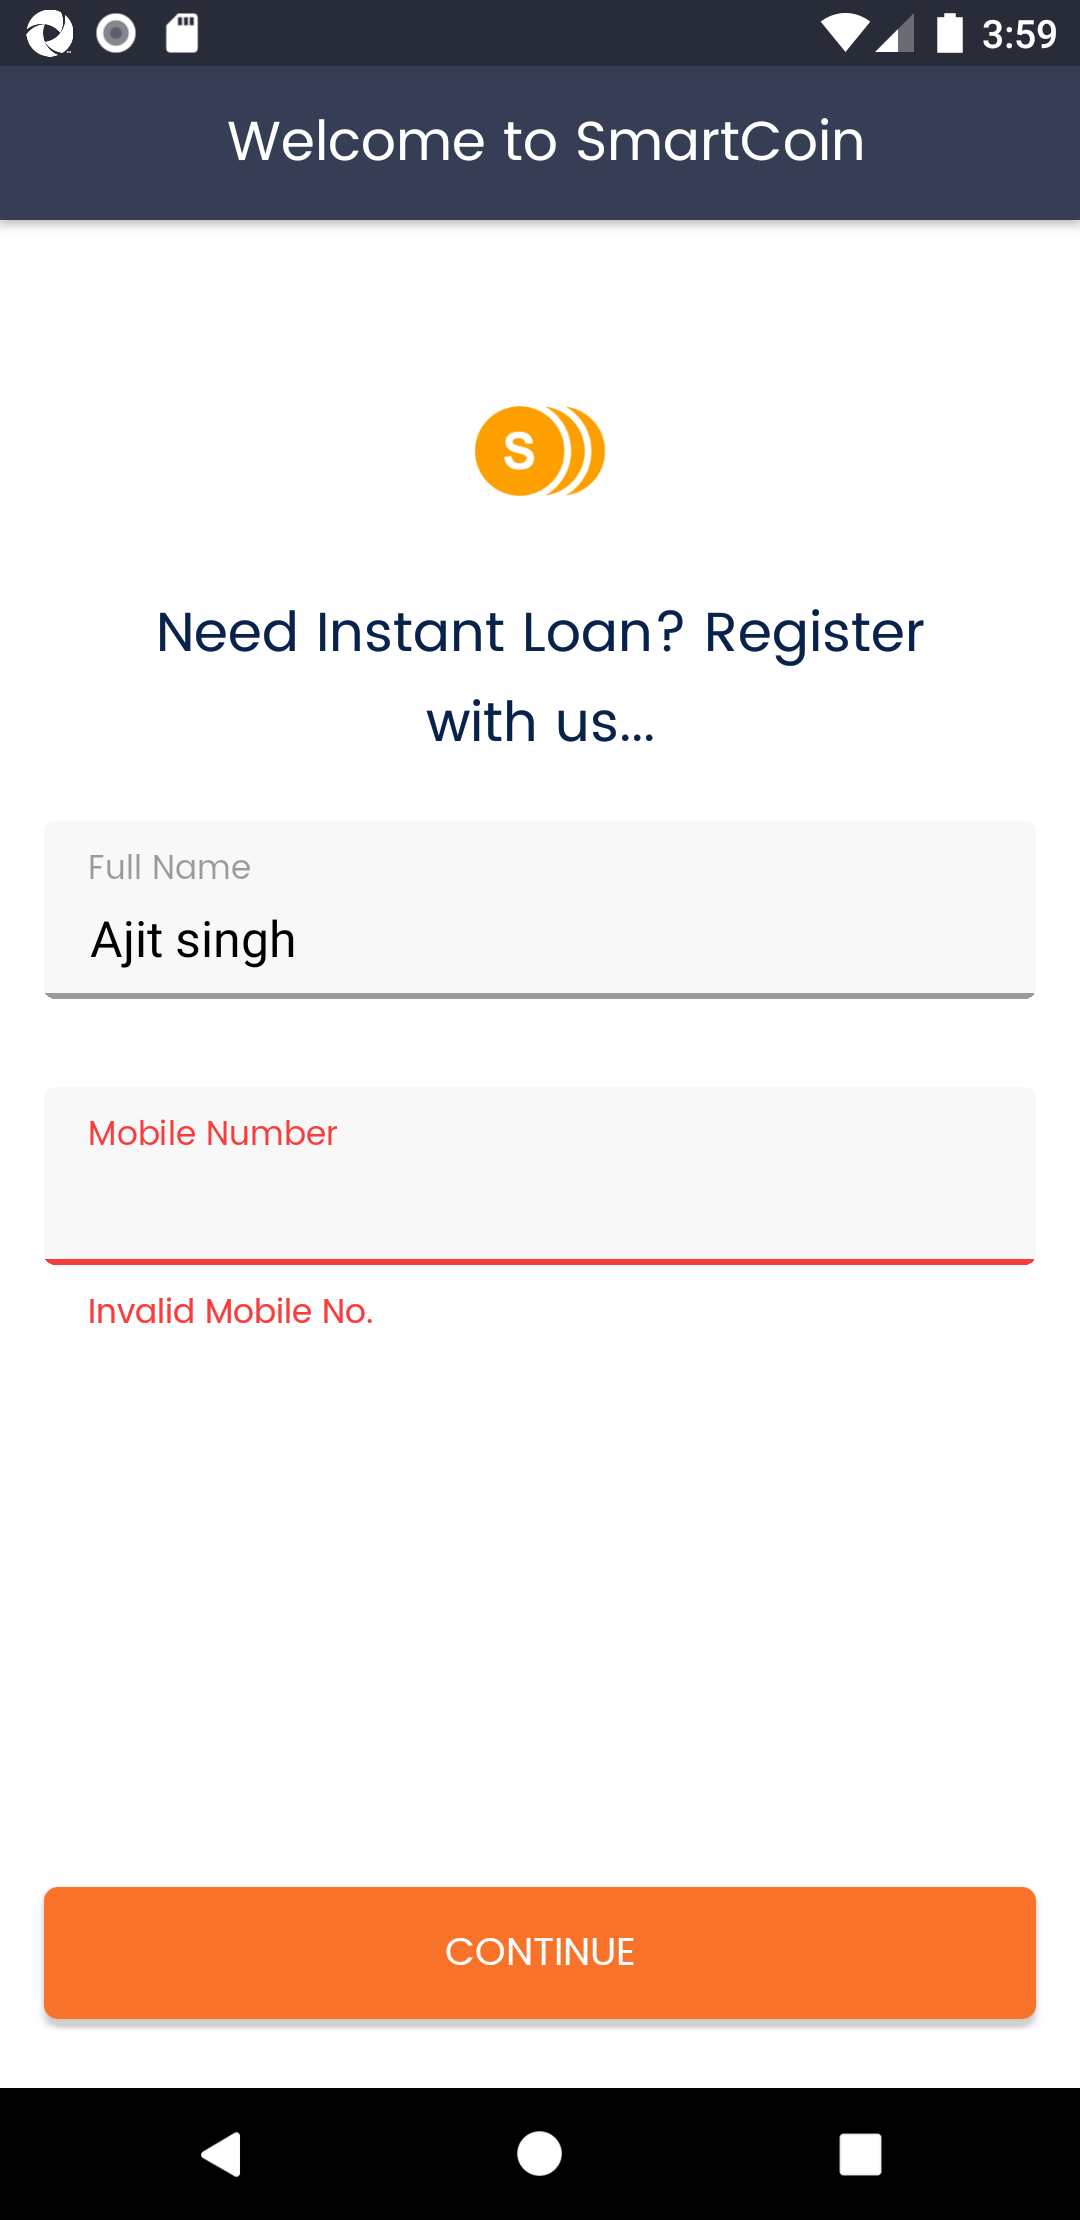 3:59
Welcome to SmartCoin
S
Need Instant Loan? Register
with us...
Full Name
Ajit singh
Mobile Number
Invalid Mobile No.
CONTINUE